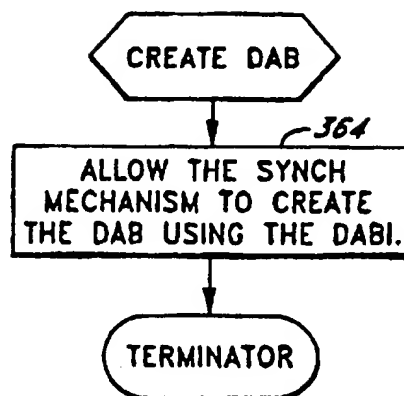 CREATE DAB
364
ALLOW THE SYNCH
MECHANISM TO CREATE
THE DAB USING THE DABI.
TERMINATOR